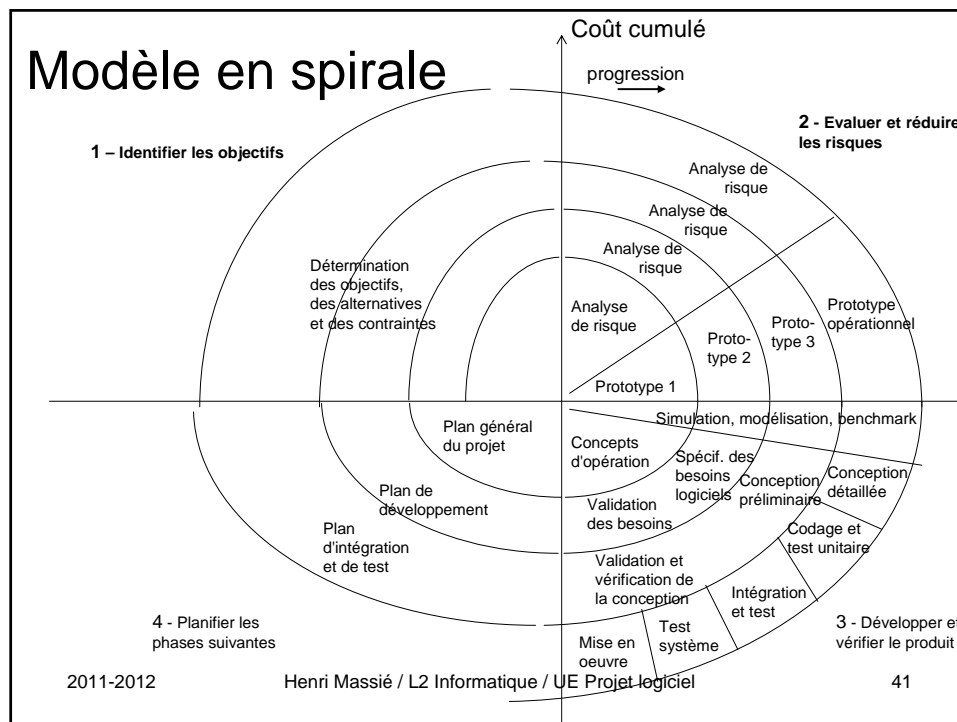 Modèle en spirale
Coût cumulé
progression
1 – Identifier les objectifs
2 - Evaluer et réduire
les risques
Analyse de
risque
Analyse de
risque
Analyse de
risque
Analyse
de risque
Détermination
des objectifs,
des alternatives
et des contraintes
Prototype
opérationnel
Proto-
type 3
Proto-
type 2
Prototype 1
Simulation, modélisation, benchmark
Plan général
du projet
Concepts
d'opération
Spécif. des
besoins
logiciels
Conception
préliminaire
Conception
détaillée
Plan de
développement
Validation
des besoins
Codage et
test unitaire
Plan
d'intégration
et de test
Validation et
vérification de
la conception
Intégration
et test
Test
système
Mise en
oeuvre
4 - Planifier les
phases suivantes
3 - Développer et
vérifier le produit
2011-2012
Henri Massié / L2 Informatique / UE Projet logiciel
41